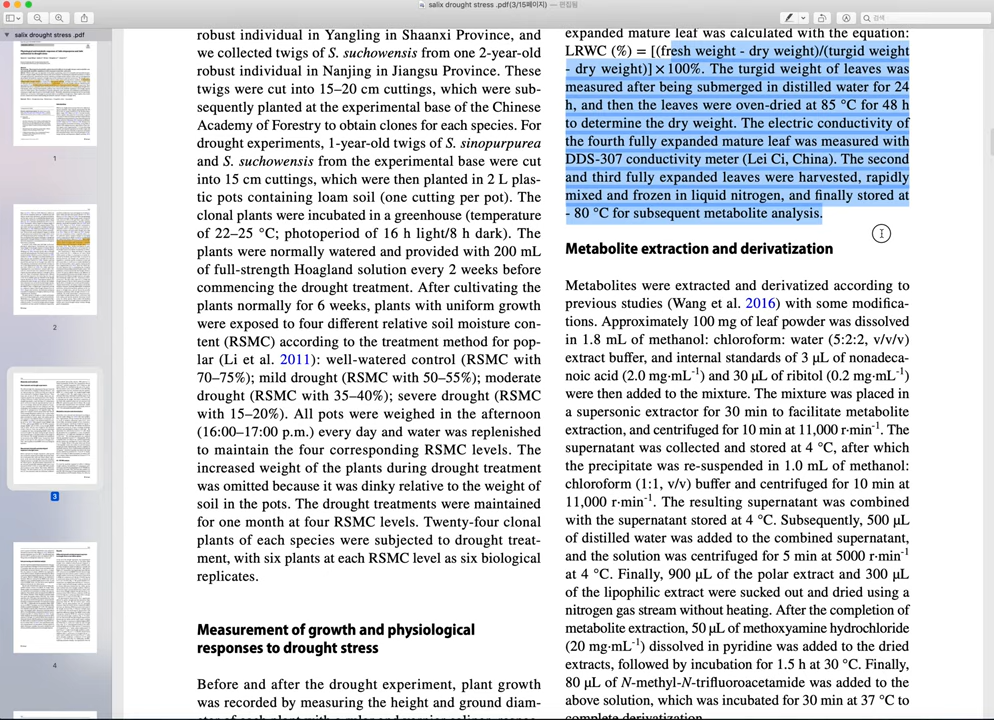 salix drought stress .pdf(3/15페이지) — 편집됨
검색
salix drought stress .pdf
1
2
3
4
robust individual in Yangling in Shaanxi Province, and
we collected twigs of S. suchowensis from one 2-year-old
robust individual in Nanjing in Jiangsu Province. These
twigs were cut into 15–20 cm cuttings, which were sub-
sequently planted at the experimental base of the Chinese
Academy of Forestry to obtain clones for each species. For
drought experiments, 1-year-old twigs of S. sinopurpurea
and S. suchowensis from the experimental base were cut
into 15 cm cuttings, which were then planted in 2 L plas-
tic pots containing loam soil (one cutting per pot). The
clonal plants were incubated in a greenhouse (temperature
of 22–25 °C; photoperiod of 16 h light/8 h dark). The
plants were normally watered and provided with 200 mL
of full-strength Hoagland solution every 2 weeks before
commencing the drought treatment. After cultivating the
plants normally for 6 weeks, plants with uniform growth
were exposed to four different relative soil moisture con-
tent (RSMC) according to the treatment method for pop-
lar (Li et al. 2011): well-watered control (RSMC with
70–75%); mild drought (RSMC with 50–55%); moderate
drought (RSMC with 35–40%); severe drought (RSMC
with 15–20%). All pots were weighed in the afternoon
(16:00–17:00 p.m.) every day and water was replenished
to maintain the four corresponding RSMC levels. The
increased weight of the plants during drought treatment
was omitted because it was dinky relative to the weight of
soil in the pots. The drought treatments were maintained
for one month at four RSMC levels. Twenty-four clonal
plants of each species were subjected to drought treat-
ment, with six plants at each RSMC level as six biological
replicates.
Measurement of growth and physiological
responses to drought stress
Before and after the drought experiment, plant growth
was recorded by measuring the height and ground diam-
expanded mature leaf was calculated with the equation:
LRWC (%) = [(fresh weight - dry weight)/(turgid weight
- dry weight)] × 100%. The turgid weight of leaves was
measured after being submerged in distilled water for 24
h, and then the leaves were oven-dried at 85 °C for 48 h
to determine the dry weight. The electric conductivity of
the fourth fully expanded mature leaf was measured with
DDS-307 conductivity meter (Lei Ci, China). The second
and third fully expanded leaves were harvested, rapidly
mixed and frozen in liquid nitrogen, and finally stored at
- 80 °C for subsequent metabolite analysis.
Metabolite extraction and derivatization
Metabolites were extracted and derivatized according to
previous studies (Wang et al. 2016) with some modifica-
tions. Approximately 100 mg of leaf powder was dissolved
in 1.8 mL of methanol: chloroform: water (5:2:2, v/v/v)
extract buffer, and internal standards of 3 µL of nonadeca-
noic acid (2.0 mg·mL⁻¹) and 30 µL of ribitol (0.2 mg·mL⁻¹)
were then added to the mixture. The mixture was placed in
a supersonic extractor for 30 min to facilitate metabolite
extraction, and centrifuged for 10 min at 11,000 r·min⁻¹. The
supernatant was collected and stored at 4 °C, after which
the precipitate was re-suspended in 1.0 mL of methanol:
chloroform (1:1, v/v) buffer and centrifuged for 10 min at
11,000 r·min⁻¹. The resulting supernatant was combined
with the supernatant stored at 4 °C. Subsequently, 500 µL
of distilled water was added to the combined supernatant,
and the solution was centrifuged for 5 min at 5000 r·min⁻¹
at 4 °C. Finally, 900 µL of the polar extract and 300 µL
of the lipophilic extract were sucked out and dried using a
nitrogen gas stream without heating. After the completion of
metabolite extraction, 50 µL of methoxyamine hydrochloride
(20 mg·mL⁻¹) dissolved in pyridine was added to the dried
extracts, followed by incubation for 1.5 h at 30 °C. Finally,
80 µL of N-methyl-N-trifluoroacetamide was added to the
above solution, which was incubated for 30 min at 37 °C to
complete derivatization.